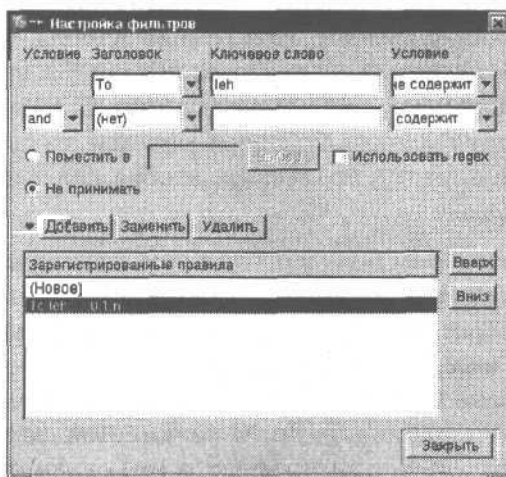 Настройка фильтров
Условие Заголовок Ключевое слово Условие
To leh не содержит
and (нет) содержит
Поместить в Использовать regex
Не принимать
Добавить Заменить Удалить
Зарегистрированные правила
Вверх
(Новое)
Вниз
Закрыть